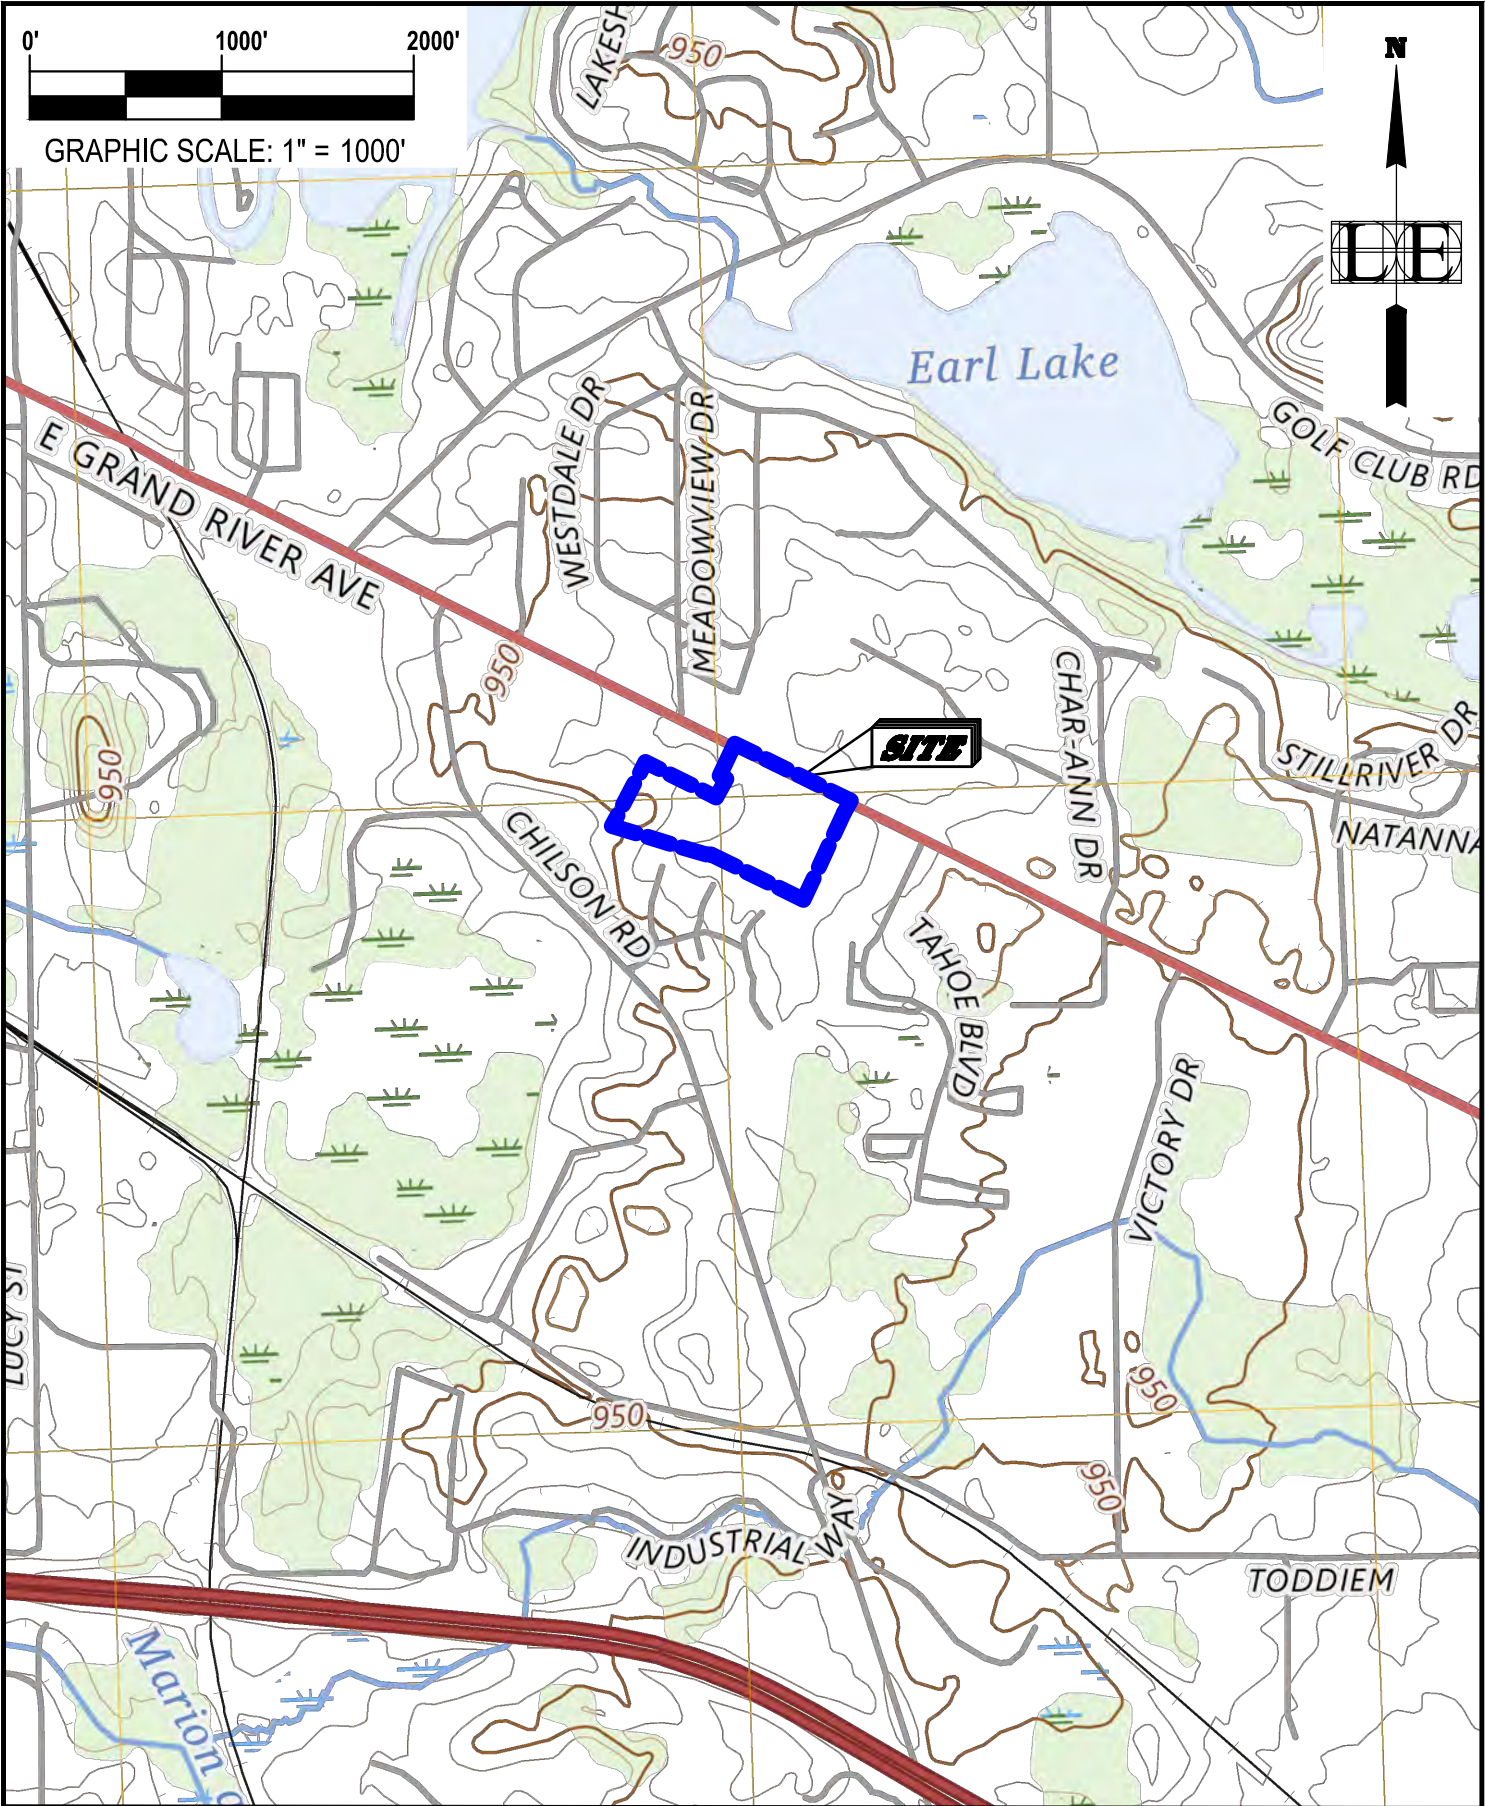 0' 1000' 2000'
GRAPHIC SCALE: 1" = 1000'
LAKESH
950
N
LE
Earl Lake
GOLF CLUB RD
E GRAND RIVER AVE
WESTDALE DR
MEADOWVIEW DR
950
CHAR-ANN DR
SITE
950
STILLRIVER DR
NATANNA
CHILSON RD
TAHOE BLVD
VICTORY DR
LUCY ST
950
950
950
INDUSTRIAL WAY
TODDIEM
Marion